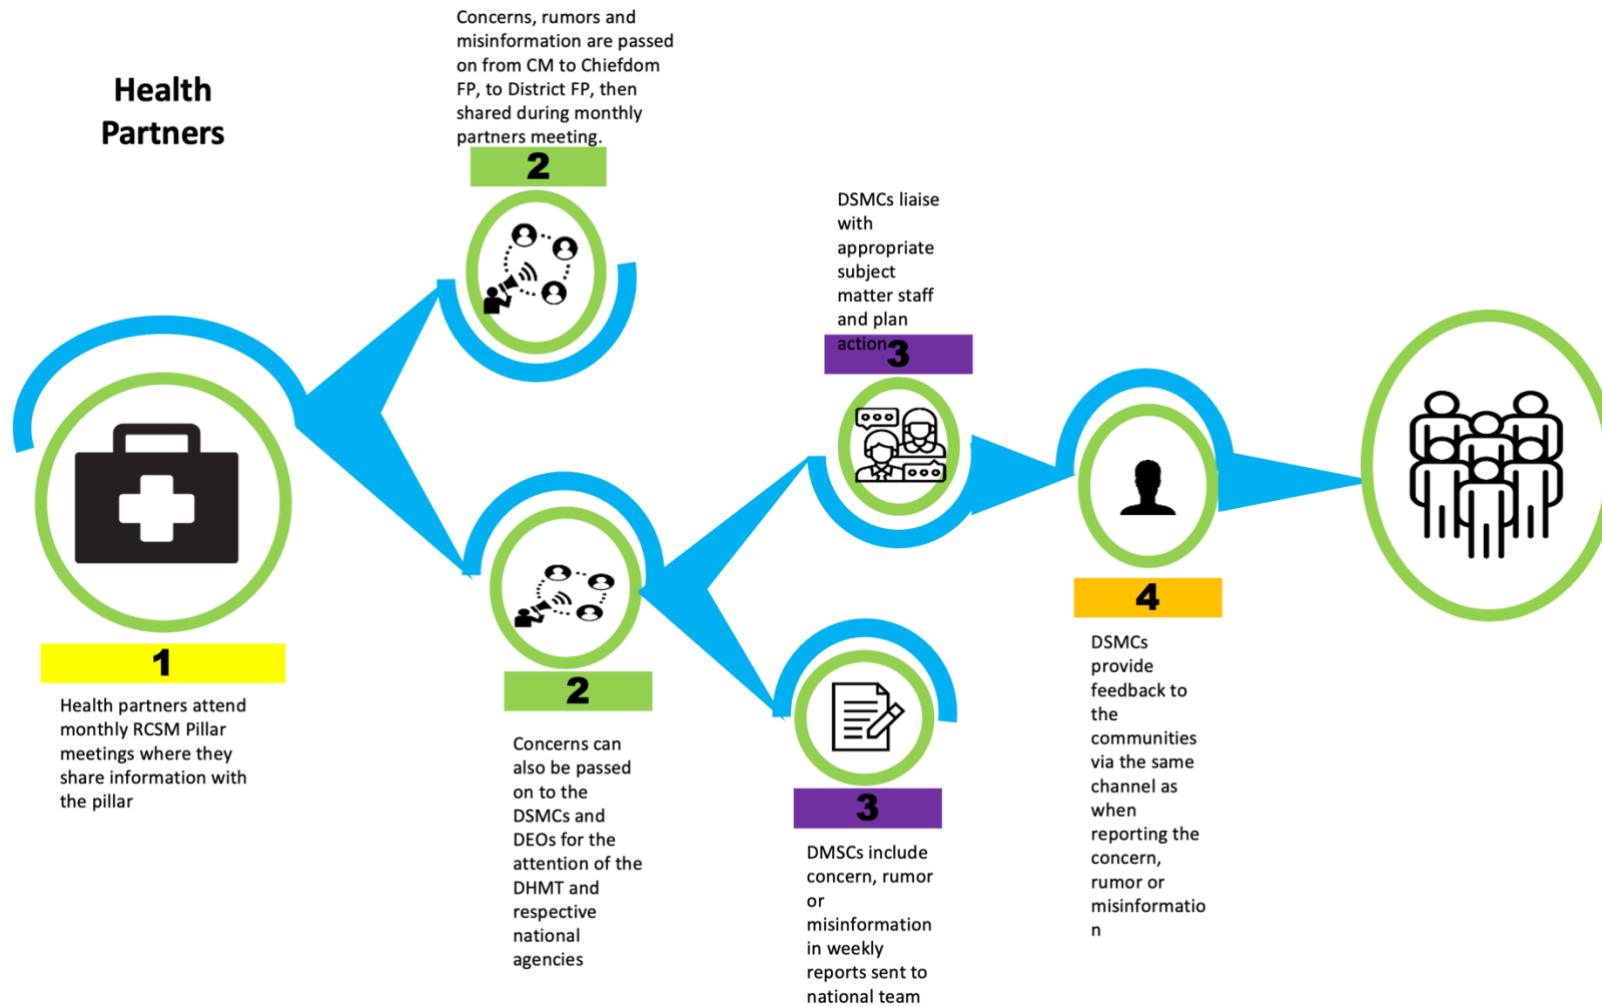 Health
Partners
Concerns, rumors and
misinformation are passed
on from CM to Chiefdom
FP, to District FP, then
shared during monthly
partners meeting.
2
1
Health partners attend
monthly RCSM Pillar
meetings where they
share information with
the pillar
2
Concerns can
also be passed
on to the
DSMCs and
DEOs for the
attention of the
DHMT and
respective
national
agencies
DSMCs liaise
with
appropriate
subject
matter staff
and plan
action
3
3
DMSCs include
concern, rumor
or
misinformation
in weekly
reports sent to
national team
4
DSMCs
provide
feedback to
the
communities
via the same
channel as
when
reporting the
concern,
rumor or
misinformatio
n